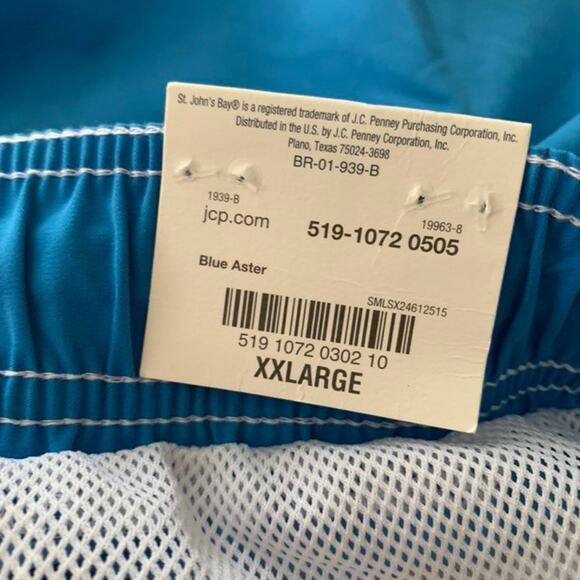 St. John's Bay® is a registered trademark of J.C. Penney Purchasing Corporation, Inc.
Distributed in the U.S. by J.C. Penney Corporation, Inc.
Plano, Texas 75024-3698
BR-01-939-B
1939-B
19963-8
jcp.com
519-1072 0505
Blue Aster
SMLSX24612515
519 1072 0302 10
XXLARGE